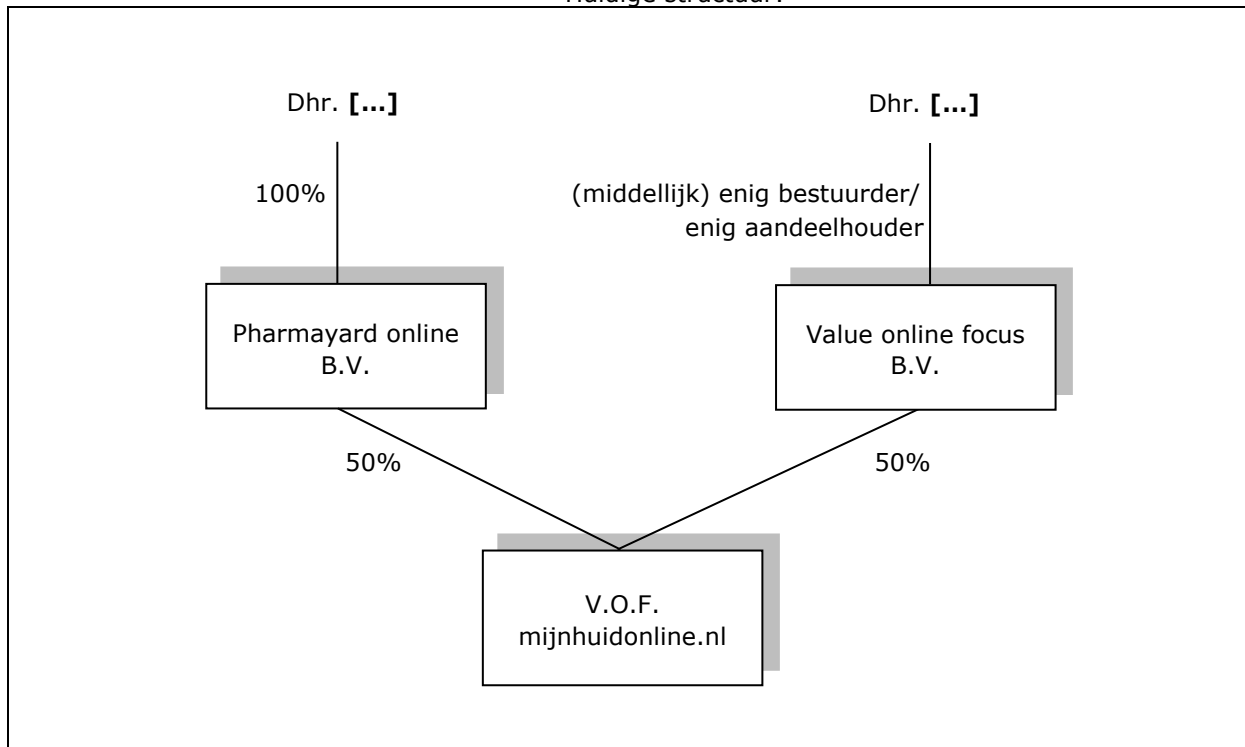 Huidige structuur:
Dhr. [...]
Dhr. [...]
100%
(middellijk) enig bestuurder/
enig aandeelhouder
Pharmayard online
B.V.
Value online focus
B.V.
50%
50%
V.O.F.
mijnhuidonline.nl